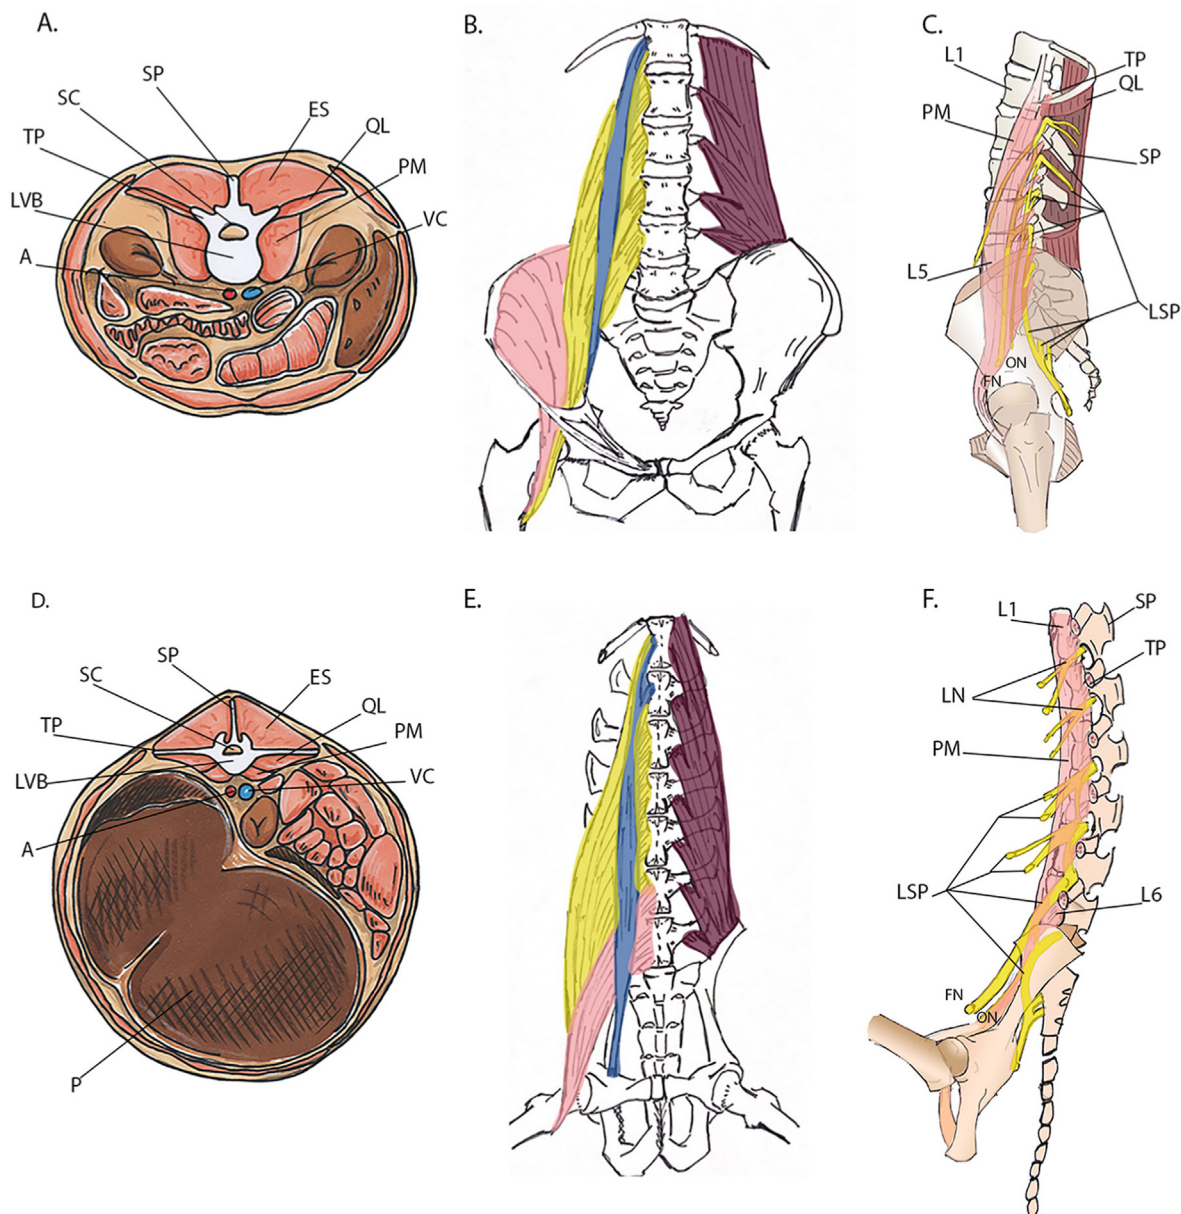 A.
SP
SC
ES
TP
QL
PM
LVB
VC
A
B.
C.
L1
TP
QL
PM
SP
L5
LSP
ON
FN
D.
SP
SC
ES
TP
QL
PM
LVB
VC
A
P
E.
F.
L1
SP
TP
LN
PM
LSP
L6
FN
ON